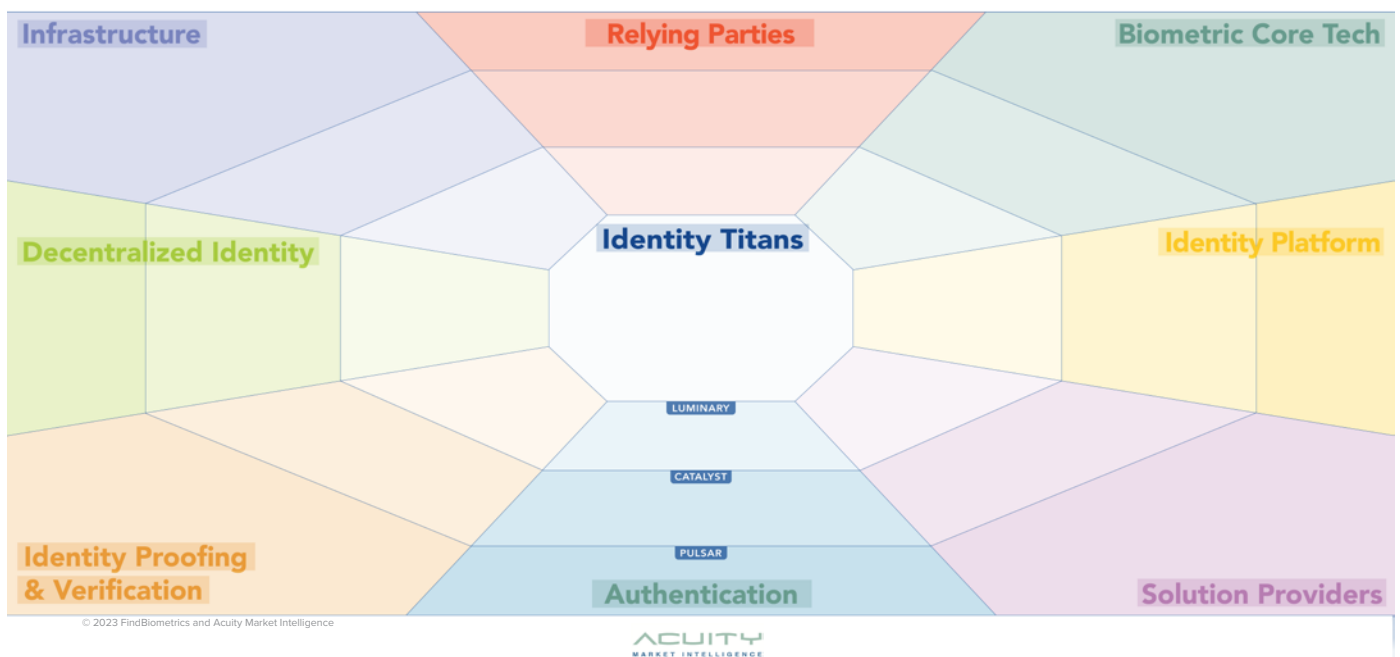 Infrastructure
Relying Parties
Biometric Core Tech
Identity Titans
Decentralized Identity
Identity Platform
LUMINARY
CATALYST
PULSAR
Identity Proofing
& Verification
Authentication
Solution Providers
© 2023 FindBiometrics and Acuity Market Intelligence
ACUITY
MARKET INTELLIGENCE